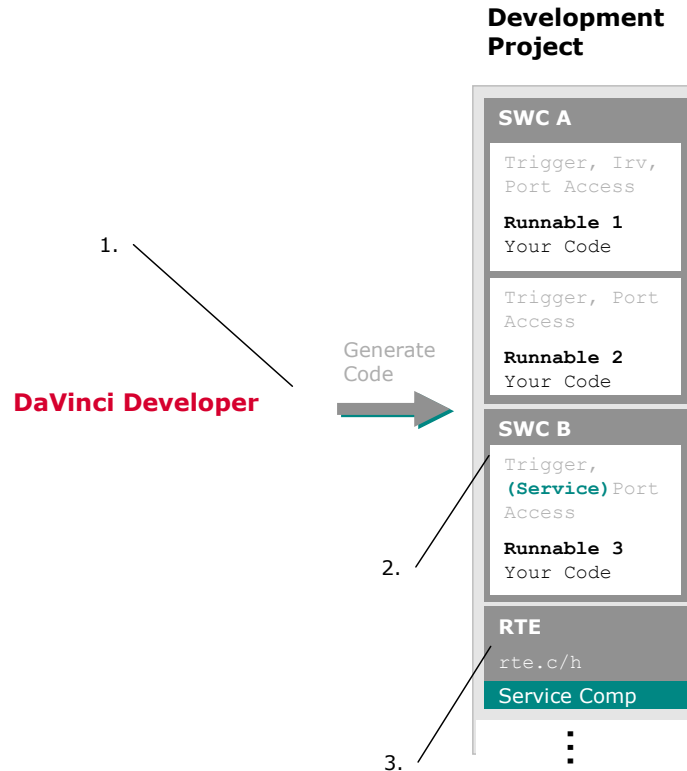 Development
Project
SWC A
Trigger, Irv,
Port Access
Runnable 1
Your Code
1.
Trigger, Port
Access
Runnable 2
Your Code
Generate
Code
DaVinci Developer
SWC B
Trigger,
(Service)Port
Access
Runnable 3
Your Code
2.
RTE
rte.c/h
Service Comp
3.